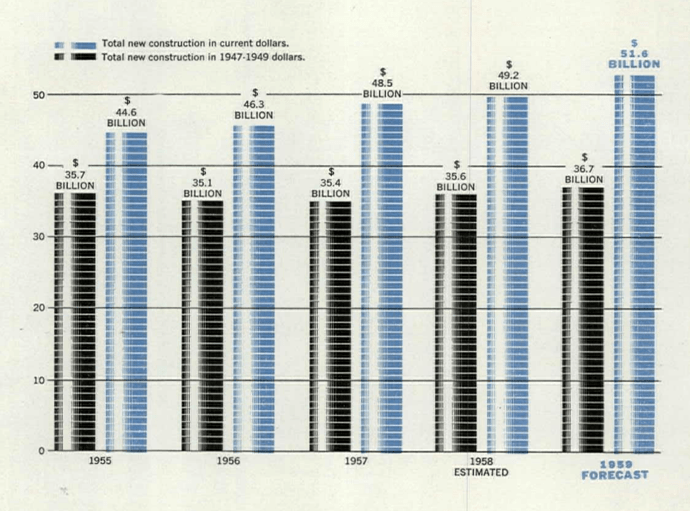 Total new construction in current dollars.
Total new construction in 1947-1949 dollars.
$
51.6
BILLION
$
49.2
BILLION
$
48.5
BILLION
$
46.3
BILLION
$
44.6
BILLION
50
40
30
20
10
0
$
35.7
BILLION
$
35.1
BILLION
$
35.4
BILLION
$
35.6
BILLION
$
36.7
BILLION
1955
1956
1957
1958
ESTIMATED
1959
FORECAST